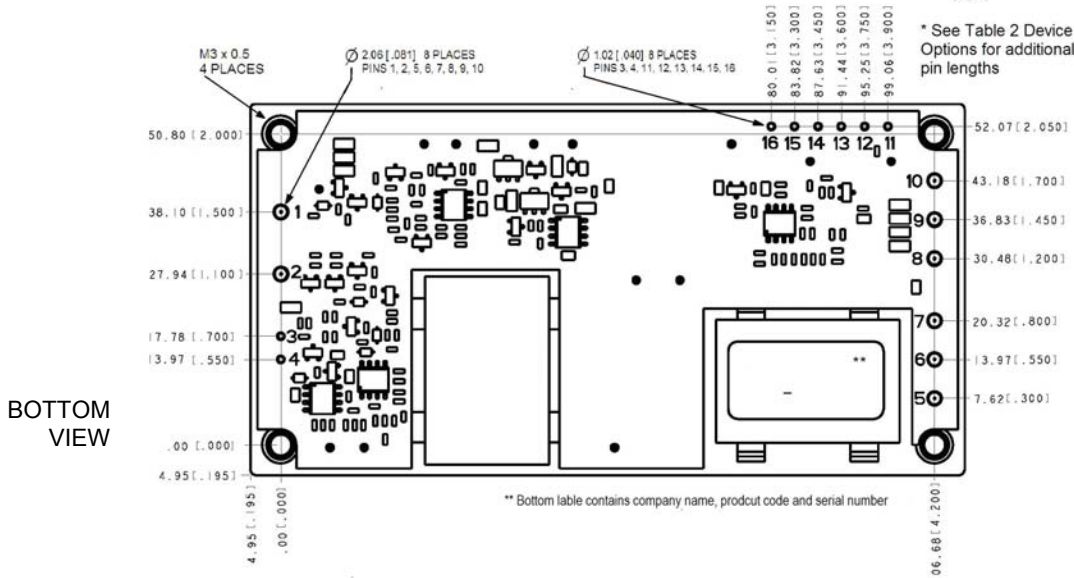 * See Table 2 Device
Options for additional
pin lengths
M3 x 0.5
4 PLACES
Ø 2.06 [.081] 8 PLACES
PINS 1, 2, 5, 6, 7, 8, 9, 10
Ø 1.02 [.040] 8 PLACES
PINS 3, 4, 11, 12, 13, 14, 15, 16
80.01[3.150]
83.82[3.300]
87.63[3.450]
91.44[3.600]
95.25[3.750]
99.06[3.900]
50.80 [2.000]
52.07[2.050]
16 15 14 13 12 11
10
43.18[1.700]
38.10 [1.500]
1
9
36.83[1.450]
8
30.48[1.200]
27.94[1.100]
2
7
20.32[.800]
17.78 [.700]
3
13.97 [.550]
4
6
13.97[.550]
**
5
7.62[.300]
BOTTOM
VIEW
.00 [.000]
4.95[.195]
** Bottom lable contains company name, prodcut code and serial number
4.95 [.195]
.00 [.000]
06.68[4.200]